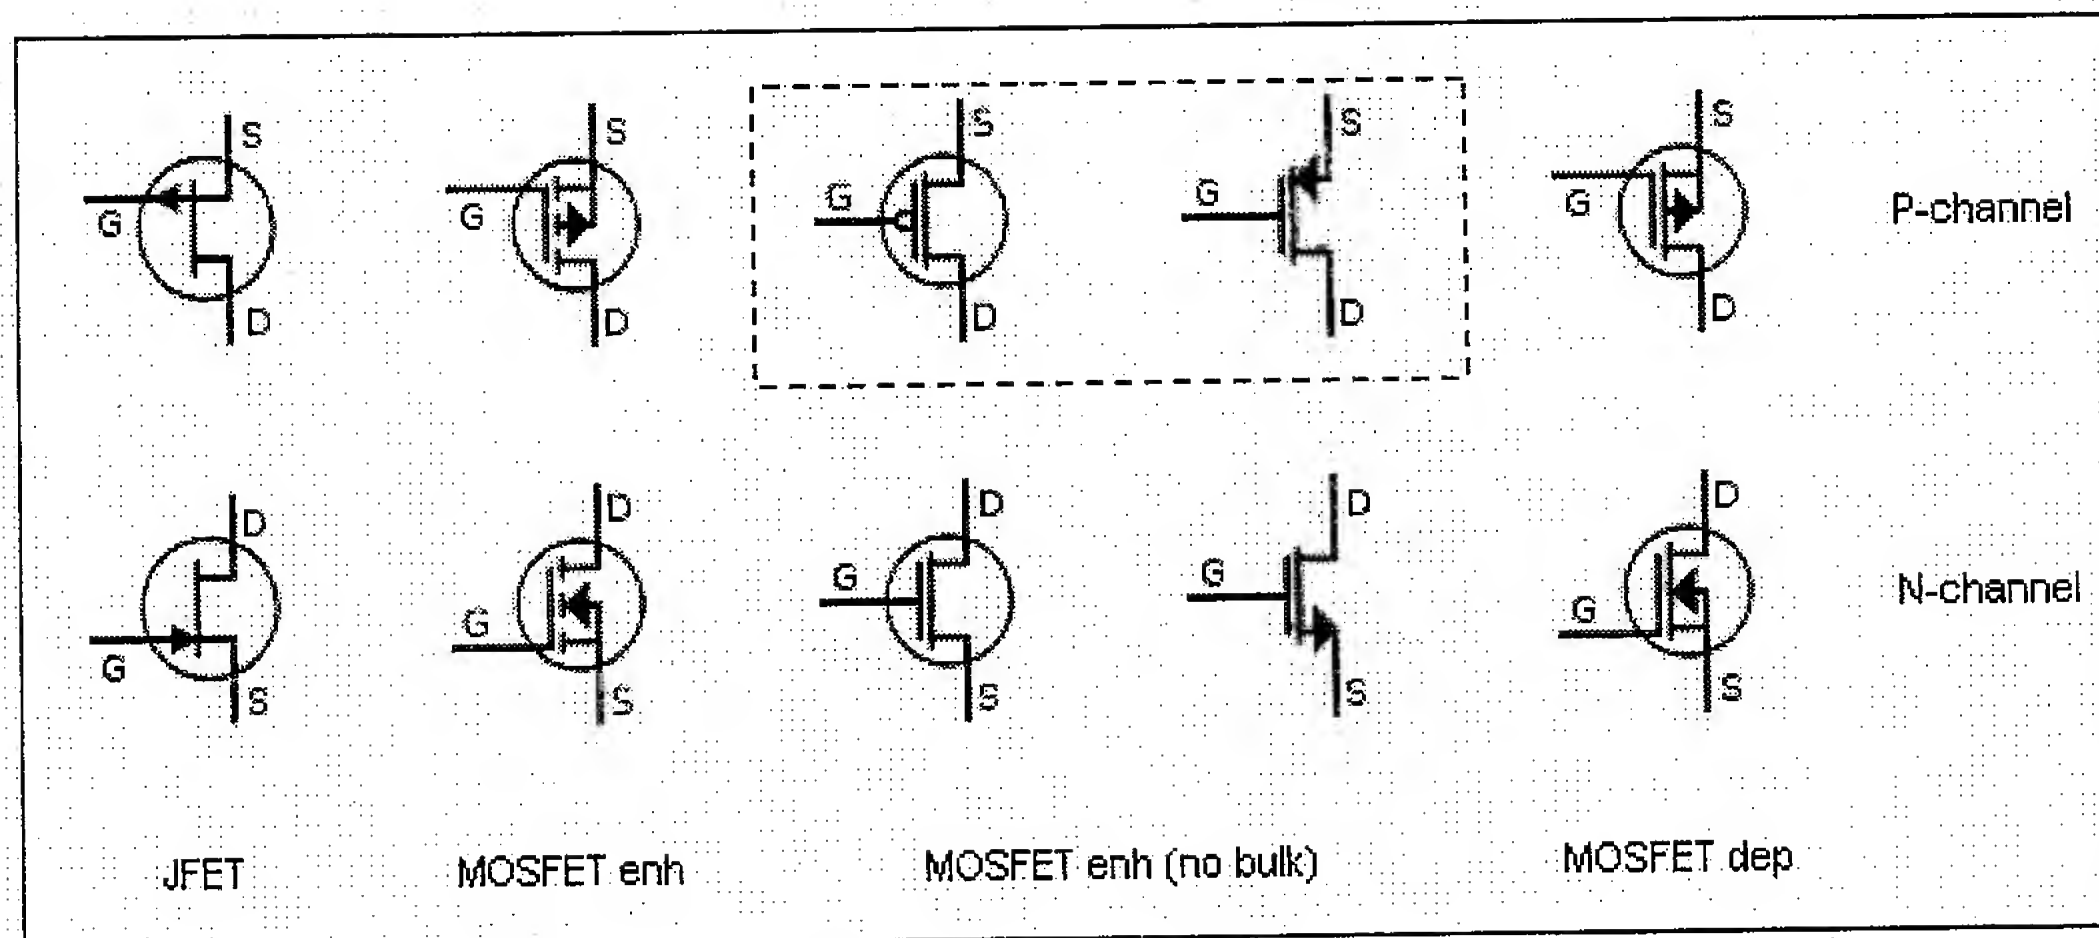 S S S S S
G G G G G
D D D D D
P-channel
D D D D D
G G G G G
S S S S S
N-channel
JFET MOSFET enh MOSFET enh (no bulk) MOSFET dep